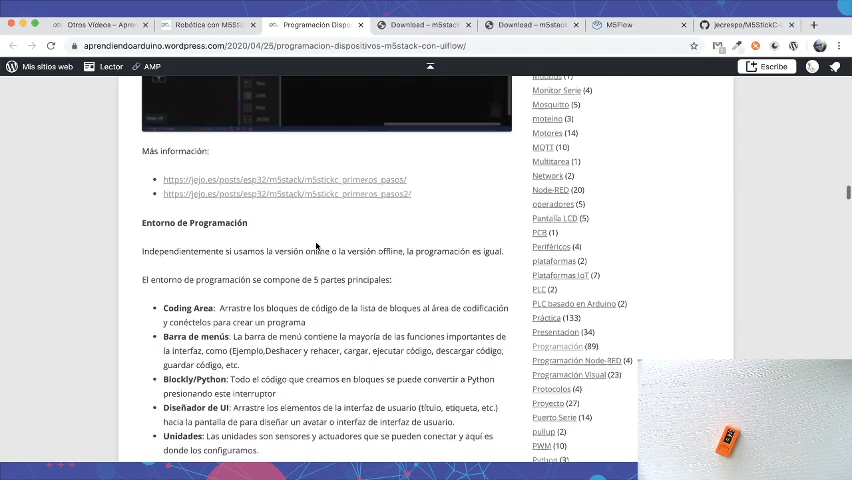 Otros Vídeos – Apren
Robótica con M5Stic
Programación Dispo
Download – m5stack
Download – m5stack
M5Flow
jecrespo/M5StickC-
aprendiendoarduino.wordpress.com/2020/04/25/programacion-dispositivos-m5stack-con-uiflow/
Mis sitios web
Lector
AMP
Escribe
Más información:
https://jejo.es/posts/esp32/m5stack/m5stickc_primeros_pasos/
https://jejo.es/posts/esp32/m5stack/m5stickc_primeros_pasos2/
Entorno de Programación
Independientemente si usamos la versión online o la versión offline, la programación es igual.
El entorno de programación se compone de 5 partes principales:
Coding Area: Arrastre los bloques de código de la lista de bloques al área de codificación
y conéctelos para crear un programa
Barra de menús: La barra de menú contiene la mayoría de las funciones importantes de
la interfaz, como (Ejemplo,Deshacer y rehacer, cargar, ejecutar código, descargar código,
guardar código, etc.
Blockly/Python: Todo el código que creamos en bloques se puede convertir a Python
presionando este interruptor
Diseñador de UI: Arrastre los elementos de la interfaz de usuario (título, etiqueta, etc.)
hacia la pantalla de para diseñar un avatar o interfaz de interfaz de usuario.
Unidades: Las unidades son sensores y actuadores que se pueden conectar y aquí es
donde los configuramos.
Modbus (1)
Monitor Serie (4)
Mosquitto (5)
moteino (3)
Motores (14)
MQTT (10)
Multitarea (1)
Network (2)
Node-RED (20)
operadores (5)
Pantalla LCD (5)
PCB (1)
Periféricos (4)
plataformas (2)
Plataformas IoT (7)
PLC (2)
PLC basado en Arduino (2)
Práctica (133)
Presentacion (34)
Programación (89)
Programación Node-RED (4)
Programación Visual (23)
Protocolos (4)
Proyecto (27)
Puerto Serie (14)
pullup (2)
PWM (10)
Python (3)